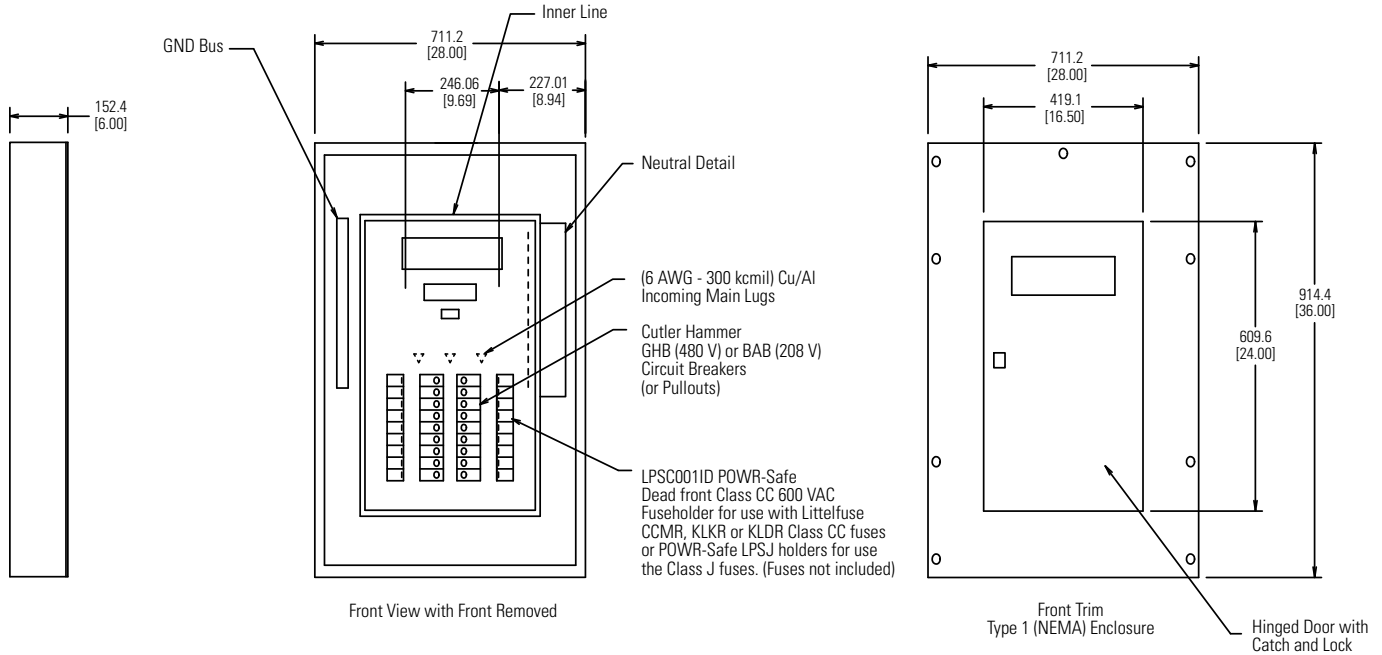 152.4
[6.00]
GND Bus
Inner Line
711.2
[28.00]
246.06
[9.69]
227.01
[8.94]
Neutral Detail
(6 AWG - 300 kcmil) Cu/Al
Incoming Main Lugs
Cutler Hammer
GHB (480 V) or BAB (208 V)
Circuit Breakers
(or Pullouts)
LPSC001ID POWR-Safe
Dead front Class CC 600 VAC
Fuseholder for use with Littelfuse
CCMR, KLKR or KLDR Class CC fuses
or POWR-Safe LPSJ holders for use
the Class J fuses. (Fuses not included)
Front View with Front Removed
711.2
[28.00]
419.1
[16.50]
914.4
[36.00]
609.6
[24.00]
Front Trim
Type 1 (NEMA) Enclosure
Hinged Door with
Catch and Lock